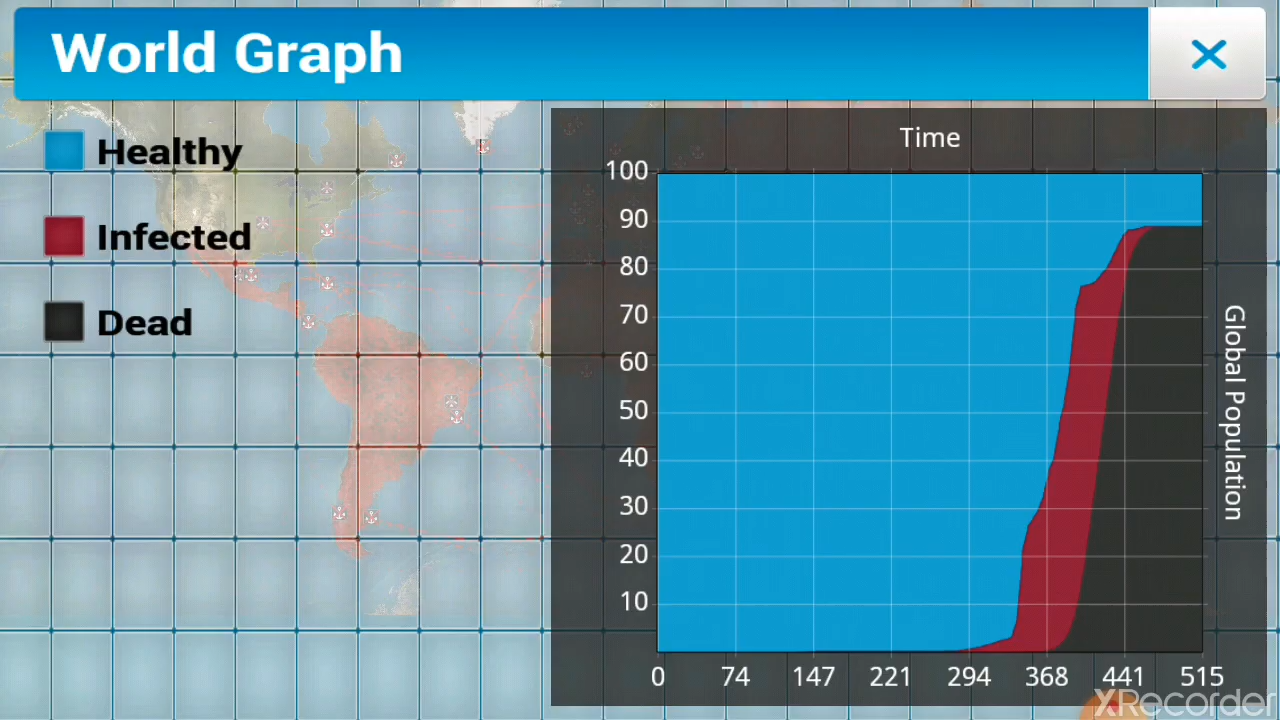 World Graph
Healthy
Infected
Dead
Time
100
90
80
70
60
50
40
30
20
10
0 74 147 221 294 368 441 515
Global Population
XRecorder